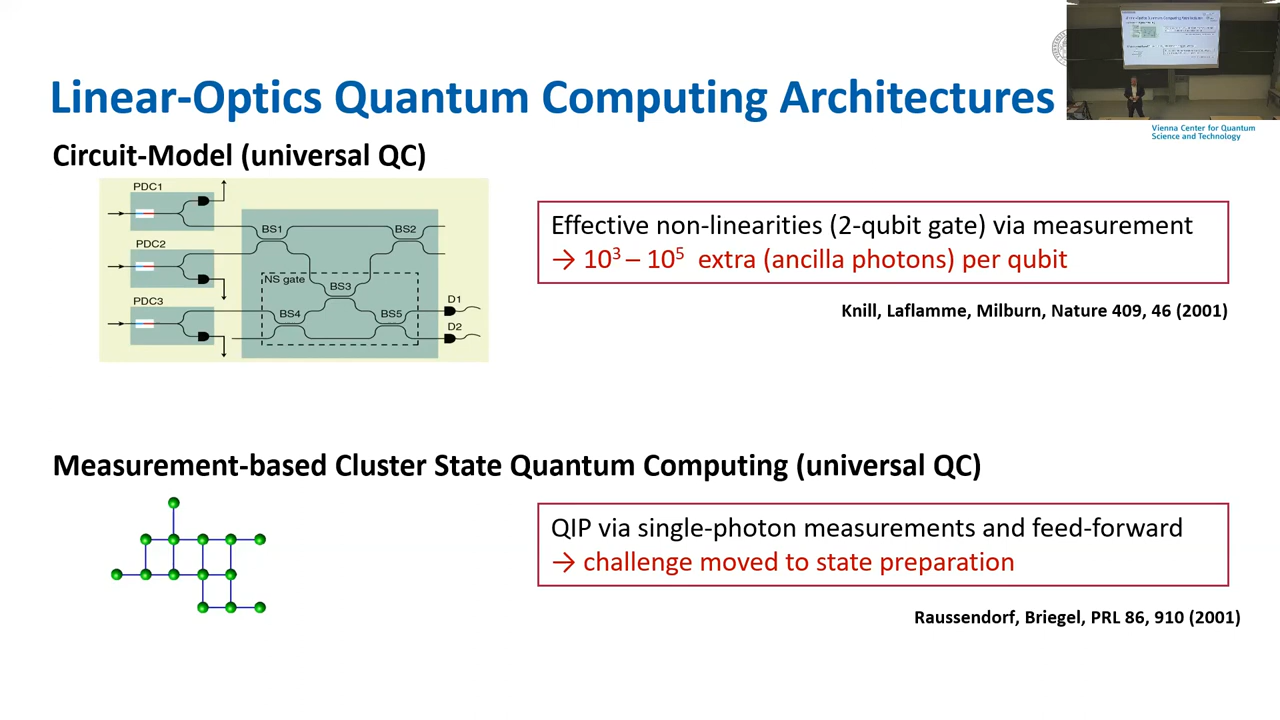 Linear-Optics Quantum Computing Architectures
Vienna Center for Quantum
Science and Technology
Circuit-Model (universal QC)
PDC1
PDC2
PDC3
BS1
BS2
NS gate
BS3
BS4
BS5
D1
D2
Effective non-linearities (2-qubit gate) via measurement
→ 10³ – 10⁵ extra (ancilla photons) per qubit
Knill, Laflamme, Milburn, Nature 409, 46 (2001)
Measurement-based Cluster State Quantum Computing (universal QC)
QIP via single-photon measurements and feed-forward
→ challenge moved to state preparation
Raussendorf, Briegel, PRL 86, 910 (2001)